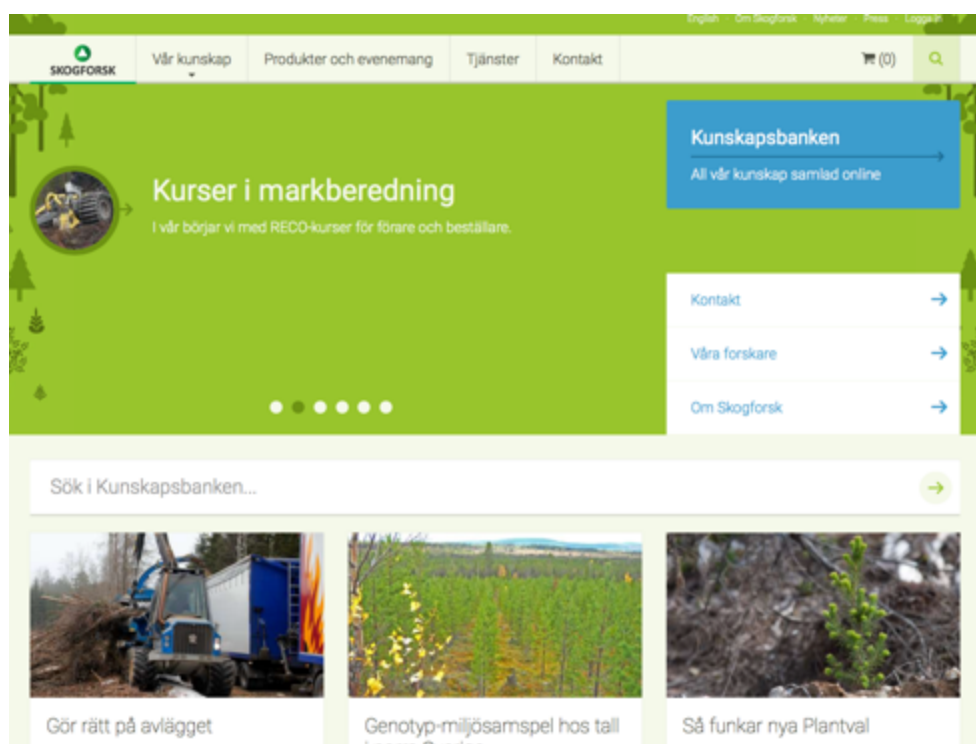 English Om Skogforsk Nyheter Press Logga in
SKOGFORSK
Vår kunskap Produkter och evenemang Tjänster Kontakt (0)
Kunskapsbanken
All vår kunskap samlad online
Kurser i markberedning
I vår börjar vi med RECO-kurser för förare och beställare.
Kontakt
Våra forskare
Om Skogforsk
Sök i Kunskapsbanken...
Gör rätt på avlägget
Genotyp-miljösamspel hos tall
Så funkar nya Plantval